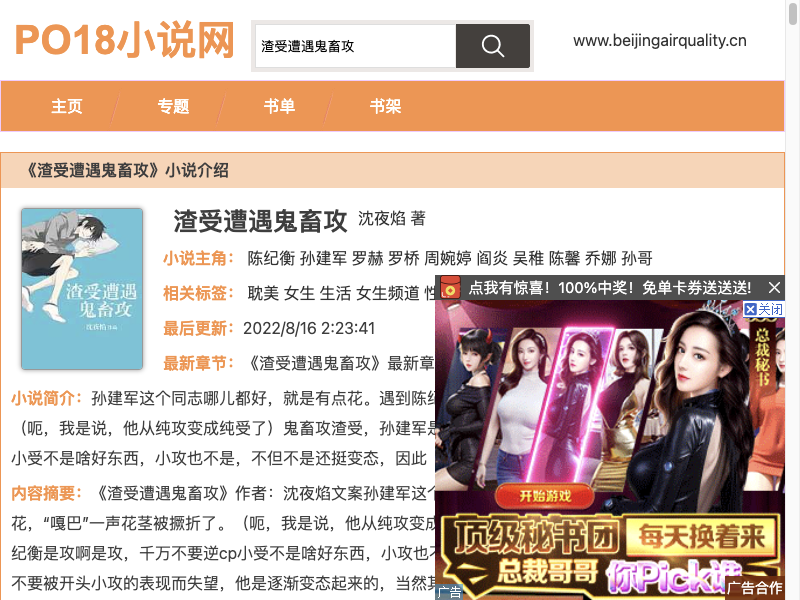 PO18小说网
渣受遭遇鬼畜攻
www.beijingairquality.cn
主页 专题 书单 书架
《渣受遭遇鬼畜攻》小说介绍
渣受遭遇鬼畜攻 沈夜焰 著
渣受遭遇
鬼畜攻
小说主角： 陈纪衡 孙建军 罗赫 罗桥 周婉婷 阎炎 吴稚 陈馨 乔娜 孙哥
相关标签： 耽美 女生 生活 女生频道 性
最后更新：2022/8/16 2:23:41
最新章节： 《渣受遭遇鬼畜攻》最新章
小说简介：孙建军这个同志哪儿都好，就是有点花。遇到陈纪
（呃，我是说，他从纯攻变成纯受了）鬼畜攻渣受，孙建军是
小受不是啥好东西，小攻也不是，不但不是还挺变态，因此
内容摘要：《渣受遭遇鬼畜攻》作者：沈夜焰文案孙建军这个
花，“嘎巴”一声花茎被撅折了。（呃，我是说，他从纯攻变成
纪衡是攻啊是攻，千万不要逆cp小受不是啥好东西，小攻也不
不要被开头小攻的表现而失望，他是逐渐变态起来的，当然其
点我有惊喜！100%中奖！免单卡券送送送!
关闭
总裁秘书
开始游戏
顶级秘书团 每天换着来
总裁哥哥 你Pick谁
广告
广告合作